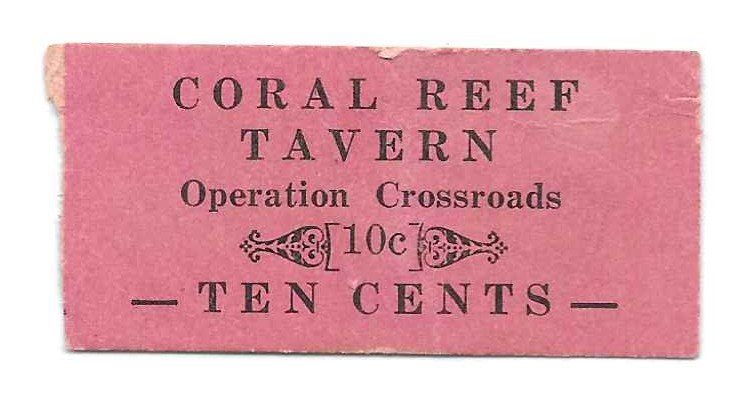 CORAL REEF
TAVERN
Operation Crossroads
[10c]
— TEN CENTS —